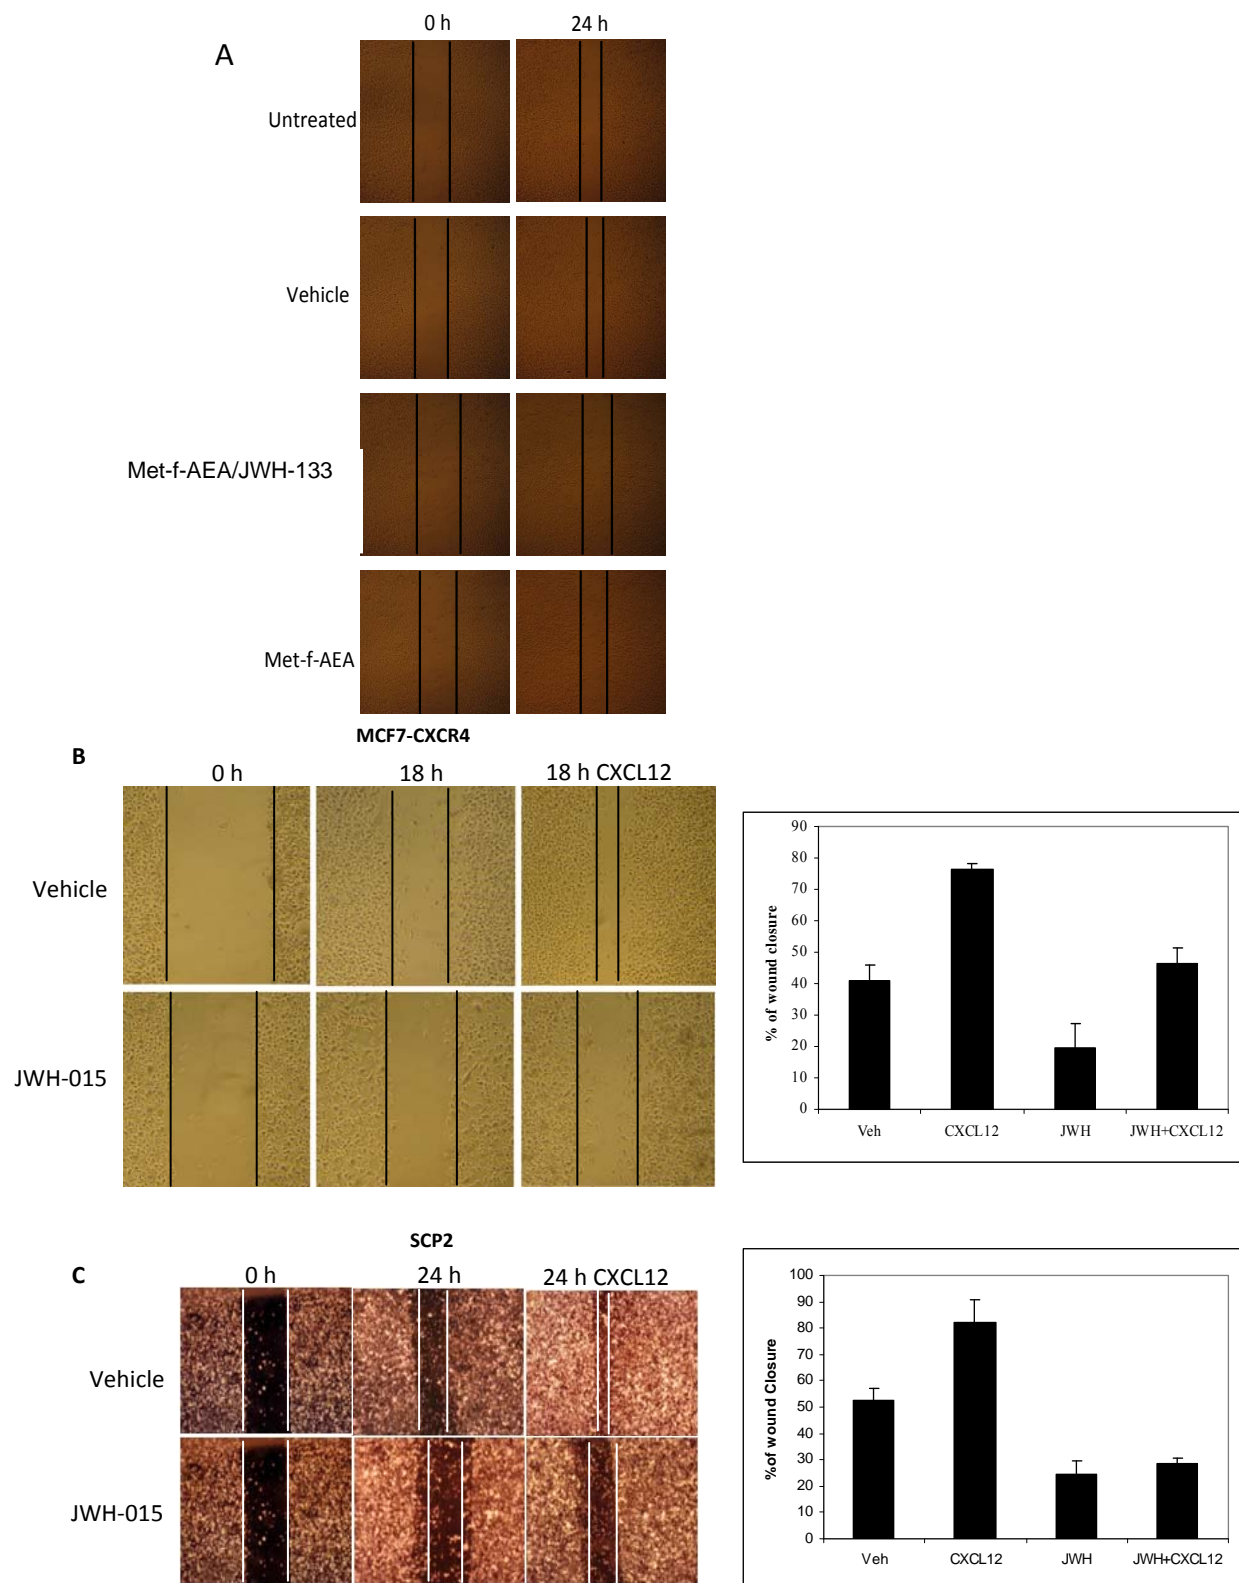 0 h 24 h
A
Untreated
Vehicle
Met-f-AEA/JWH-133
Met-f-AEA
MCF7-CXCR4
B
0 h 18 h 18 h CXCL12
Vehicle
JWH-015
90
80
70
60
50
40
30
20
10
0
% of wound closure
Veh CXCL12 JWH JWH+CXCL12
SCP2
C
0 h 24 h 24 h CXCL12
Vehicle
JWH-015
100
90
80
70
60
50
40
30
20
10
0
%of wound Closure
Veh CXCL12 JWH JWH+CXCL12